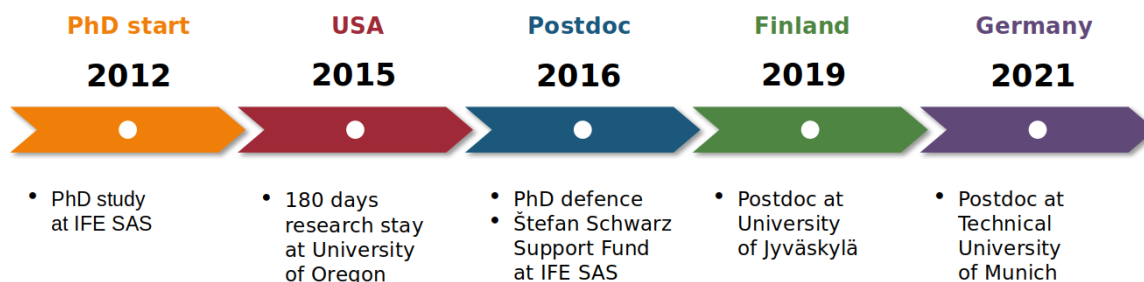 PhD start
2012
• PhD study
at IFE SAS
USA
2015
• 180 days
research stay
at University
of Oregon
Postdoc
2016
• PhD defence
• Štefan Schwarz
Support Fund
at IFE SAS
Finland
2019
• Postdoc at
University
of Jyväskylä
Germany
2021
• Postdoc at
Technical
University
of Munich